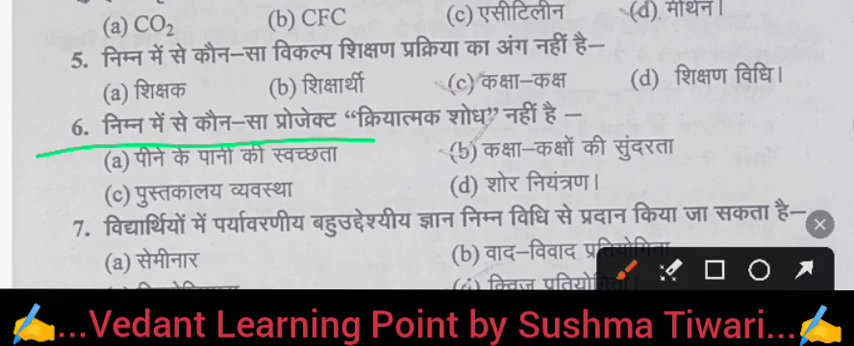 (a) CO₂ (b) CFC (c) एसीटिलीन (d) मीथेन।
5. निम्न में से कौन–सा विकल्प शिक्षण प्रक्रिया का अंग नहीं है–
(a) शिक्षक (b) शिक्षार्थी (c) कक्षा–कक्ष (d) शिक्षण विधि।
6. निम्न में से कौन–सा प्रोजेक्ट “क्रियात्मक शोध” नहीं है –
(a) पीने के पानी की स्वच्छता (b) कक्षा–कक्षों की सुंदरता
(c) पुस्तकालय व्यवस्था (d) शोर नियंत्रण।
7. विद्यार्थियों में पर्यावरणीय बहुउद्देश्यीय ज्ञान निम्न विधि से प्रदान किया जा सकता है–
(a) सेमीनार (b) वाद–विवाद
क्विज
...Vedant Learning Point by Sushma Tiwari...